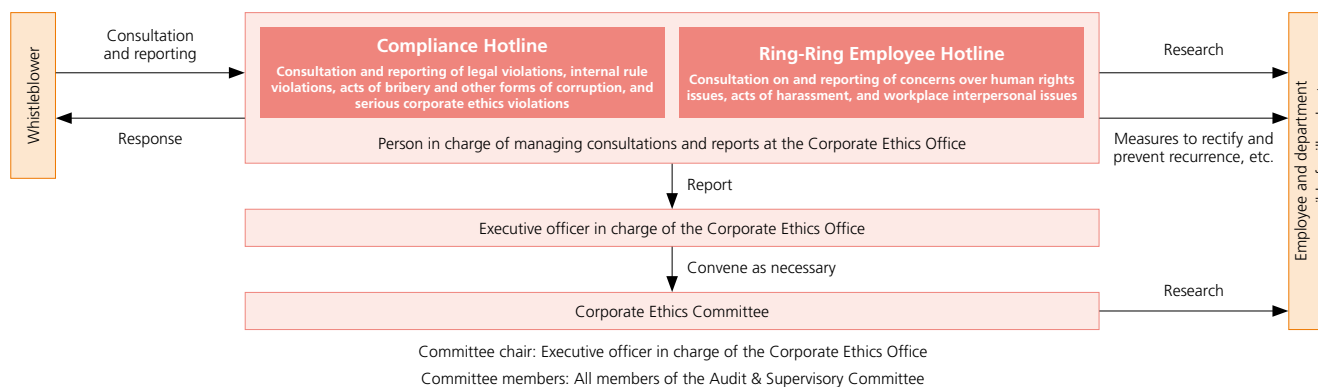 Whistleblower
Consultation
and reporting
Response
Compliance Hotline
Consultation and reporting of legal violations, internal rule
violations, acts of bribery and other forms of corruption, and
serious corporate ethics violations
Ring-Ring Employee Hotline
Consultation on and reporting of concerns over human rights
issues, acts of harassment, and workplace interpersonal issues
Person in charge of managing consultations and reports at the Corporate Ethics Office
Research
Measures to rectify and
prevent recurrence, etc.
Employee and department
Report
Executive officer in charge of the Corporate Ethics Office
Convene as necessary
Corporate Ethics Committee
Research
Committee chair: Executive officer in charge of the Corporate Ethics Office
Committee members: All members of the Audit & Supervisory Committee